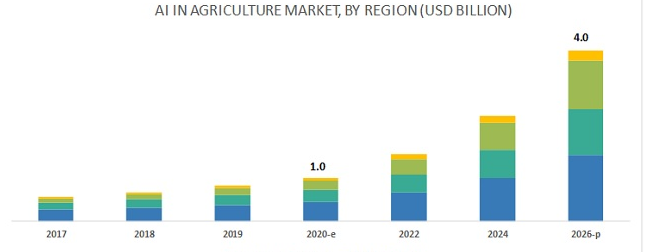 AI IN AGRICULTURE MARKET, BY REGION (USD BILLION)
4.0
1.0
2017 2018 2019 2020-e 2022 2024 2026-p